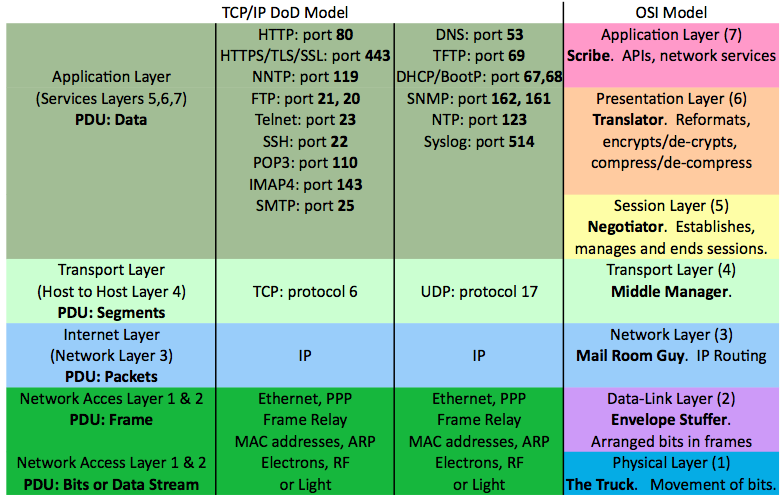 TCP/IP DoD Model
OSI Model
Application Layer
(Services Layers 5,6,7)
PDU: Data
HTTP: port 80
HTTPS/TLS/SSL: port 443
NNTP: port 119
FTP: port 21, 20
Telnet: port 23
SSH: port 22
POP3: port 110
IMAP4: port 143
SMTP: port 25
DNS: port 53
TFTP: port 69
DHCP/BootP: port 67,68
SNMP: port 162, 161
NTP: port 123
Syslog: port 514
Application Layer (7)
Scribe. APIs, network services
Presentation Layer (6)
Translator. Reformats,
encrypts/de-crypts,
compress/de-compress
Session Layer (5)
Negotiator. Establishes,
manages and ends sessions.
Transport Layer
(Host to Host Layer 4)
PDU: Segments
TCP: protocol 6
UDP: protocol 17
Transport Layer (4)
Middle Manager.
Internet Layer
(Network Layer 3)
PDU: Packets
IP
IP
Network Layer (3)
Mail Room Guy. IP Routing
Network Acces Layer 1 & 2
PDU: Frame
Ethernet, PPP
Frame Relay
MAC addresses, ARP
Ethernet, PPP
Frame Relay
MAC addresses, ARP
Data-Link Layer (2)
Envelope Stuffer.
Arranged bits in frames
Network Access Layer 1 & 2
PDU: Bits or Data Stream
Electrons, RF
or Light
Electrons, RF
or Light
Physical Layer (1)
The Truck. Movement of bits.